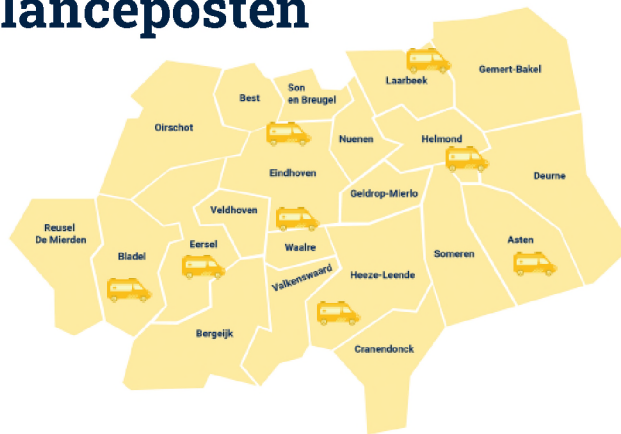 lanceposten
Gemert-Bakel
Laarbeek
Son
en Breugel
Best
Oirschot
Nuenen
Helmond
Eindhoven
Deurne
Geldrop-Mierlo
Veldhoven
Reusel
De Mierden
Eersel
Waalre
Asten
Bladel
Someren
Valkenswaard
Heeze-Leende
Bergeijk
Cranendonck